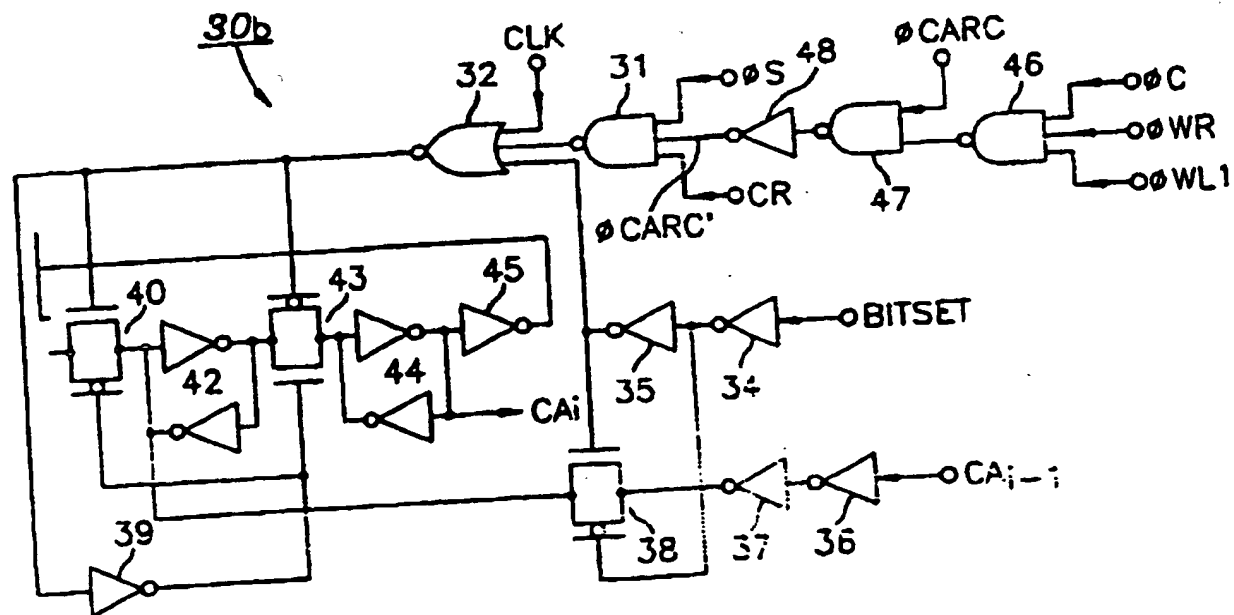 30b
CLK
øCARC
32
31
øS
48
46
øC
øWR
øWL1
47
CR
øCARC'
40
43
45
42
44
CAi
35
34
BITSET
39
38
37
36
CAi-1